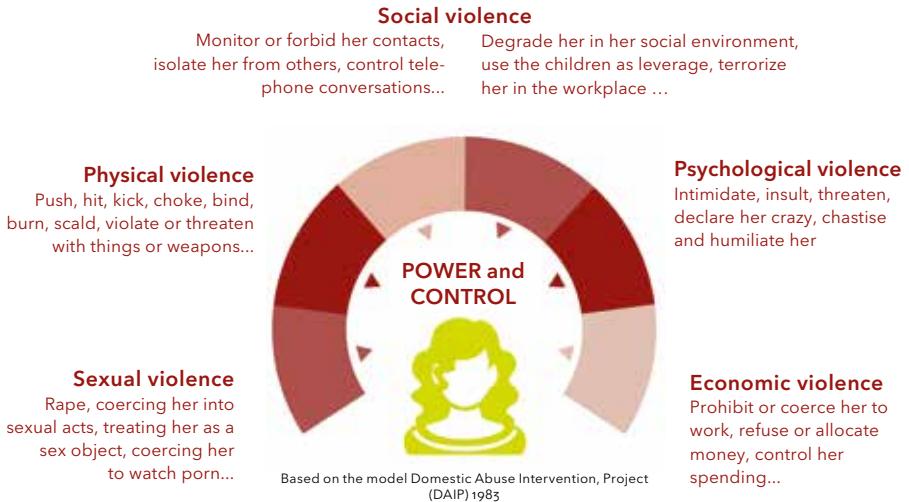 Social violence
Monitor or forbid her contacts,
isolate her from others, control tele-
phone conversations...
Degrade her in her social environment,
use the children as leverage, terrorize
her in the workplace …
Physical violence
Push, hit, kick, choke, bind,
burn, scald, violate or threaten
with things or weapons...
Psychological violence
Intimidate, insult, threaten,
declare her crazy, chastise
and humiliate her
POWER and
CONTROL
Sexual violence
Rape, coercing her into
sexual acts, treating her as a
sex object, coercing her
to watch porn...
Economic violence
Prohibit or coerce her to
work, refuse or allocate
money, control her
spending...
Based on the model Domestic Abuse Intervention, Project
(DAIP) 1983